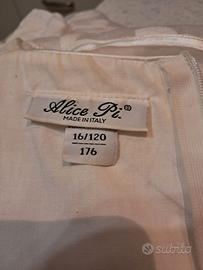 Alice Pi.®
MADE IN ITALY
16/120
176
subito